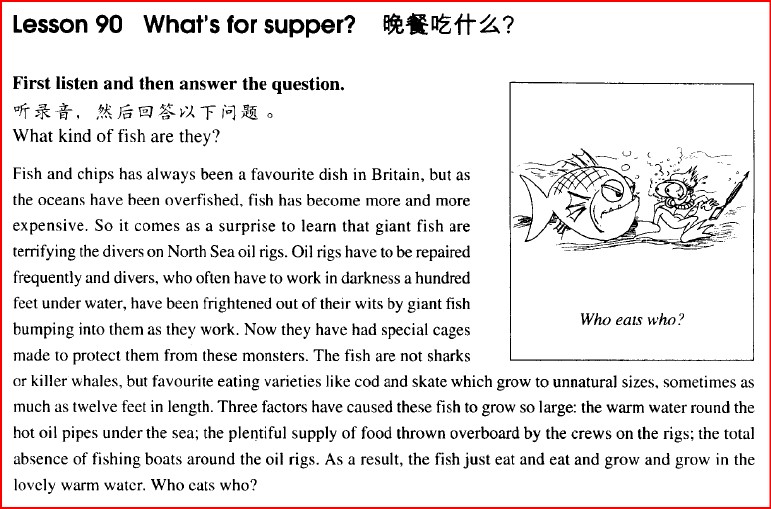 Lesson 90 What's for supper? 晚餐吃什么?
First listen and then answer the question.
听录音，然后回答以下问题。
What kind of fish are they?
Fish and chips has always been a favourite dish in Britain, but as
the oceans have been overfished, fish has become more and more
expensive. So it comes as a surprise to learn that giant fish are
terrifying the divers on North Sea oil rigs. Oil rigs have to be repaired
frequently and divers, who often have to work in darkness a hundred
feet under water, have been frightened out of their wits by giant fish
bumping into them as they work. Now they have had special cages
made to protect them from these monsters. The fish are not sharks
or killer whales, but favourite eating varieties like cod and skate which grow to unnatural sizes, sometimes as
much as twelve feet in length. Three factors have caused these fish to grow so large: the warm water round the
hot oil pipes under the sea; the plentiful supply of food thrown overboard by the crews on the rigs; the total
absence of fishing boats around the oil rigs. As a result, the fish just eat and eat and grow and grow in the
lovely warm water. Who eats who?
Who eats who?